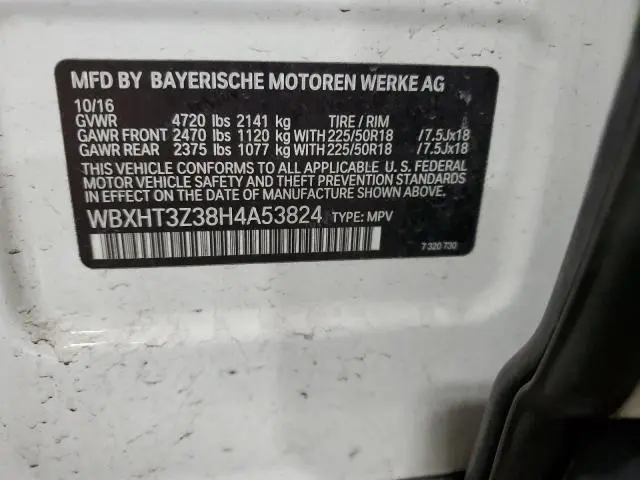 MFD BY BAYERISCHE MOTOREN WERKE AG
10/16
GVWR 4720 lbs 2141 kg TIRE / RIM
GAWR FRONT 2470 lbs 1120 kg WITH 225/50R18 /7.5Jx18
GAWR REAR 2375 lbs 1077 kg WITH 225/50R18 /7.5Jx18
THIS VEHICLE CONFORMS TO ALL APPLICABLE U. S. FEDERAL
MOTOR VEHICLE SAFETY AND THEFT PREVENTION STANDARDS
IN EFFECT ON THE DATE OF MANUFACTURE SHOWN ABOVE.
WBXHT3Z38H4A53824 TYPE: MPV
7 320 730